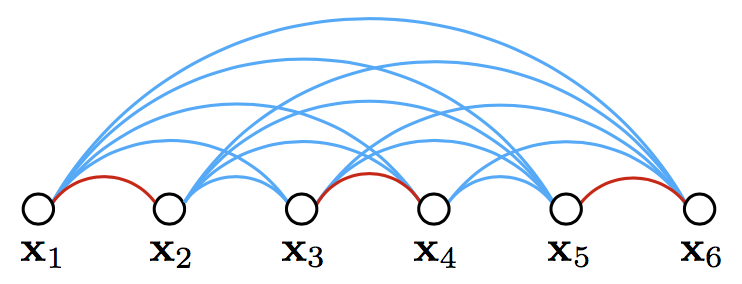 x₁ x₂ x₃ x₄ x₅ x₆